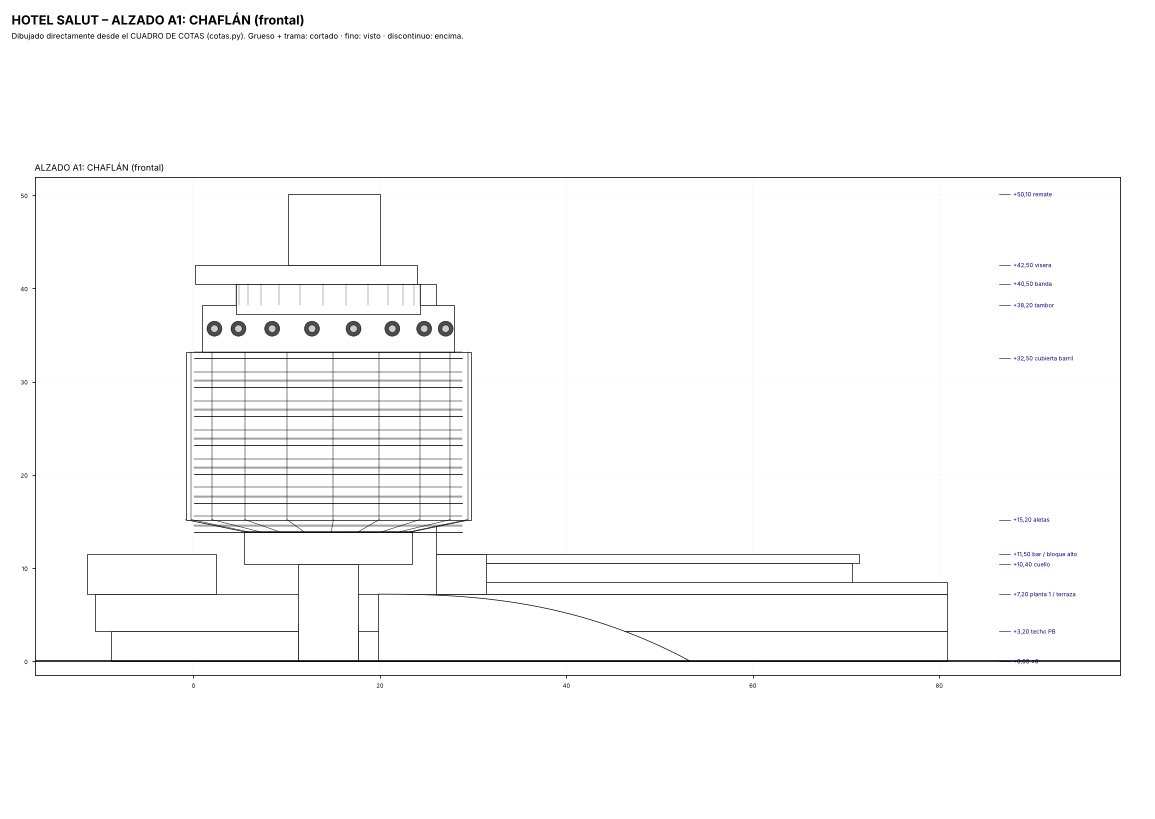 HOTEL SALUT – ALZADO A1: CHAFLÁN (frontal)
Dibujado directamente desde el CUADRO DE COTAS (cotas.py). Grueso + trama: cortado · fino: visto · discontinuo: encima.
ALZADO A1: CHAFLÁN (frontal)
50
+50,10 remate
+42,50 visera
40
+40,50 banda
+38,20 tambor
+32,50 cubierta barril
30
20
+15,20 aletas
+11,50 bar / bloque alto
+10,40 cuello
10
+7,20 planta 1 / terraza
+3,20 techo PB
0
0
20
40
60
80